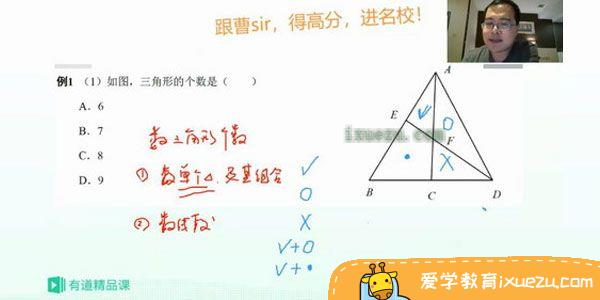 跟曹sir，得高分，进名校！
例1 （1）如图，三角形的个数是（ ）
A. 6
B. 7
C. 8
D. 9
数三角形个数
① 数单个△及其组合
② 数线段
✓
O
X
✓+O
✓+•
A
E
✓
O
F
•
X
B
C
D
ixuezu.com
有道精品课
爱学教育ixuezu.com